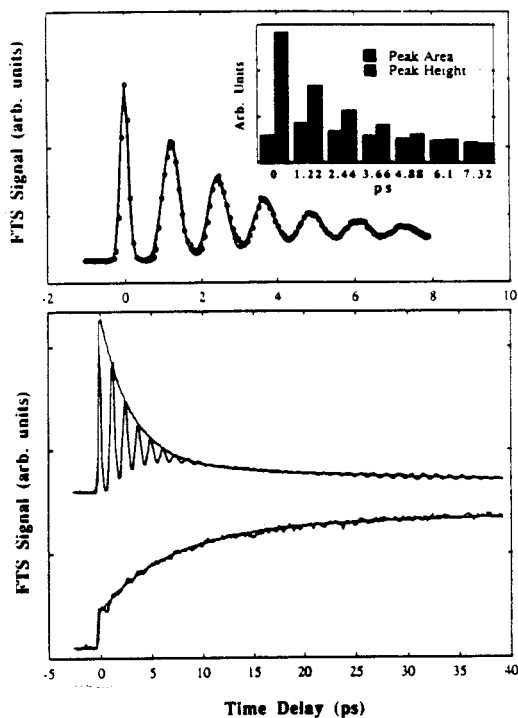 FTS Signal (arb. units)
Arb. Units
Peak Area
Peak Height
0 1.22 2.44 3.66 4.88 6.1 7.32
ps
-2 0 2 4 6 8 10
FTS Signal (arb. units)
-5 0 5 10 15 20 25 30 35 40
Time Delay (ps)